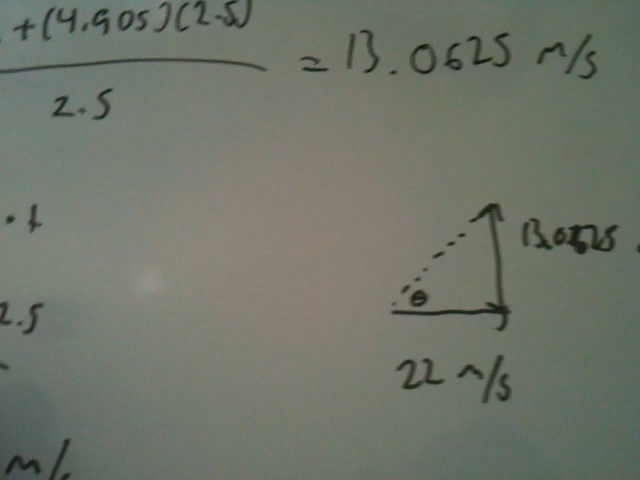 +(4.905)(2.5)
2.5
= 13.0625 m/s
. t
2.5
13.0625
θ
22 m/s
m/